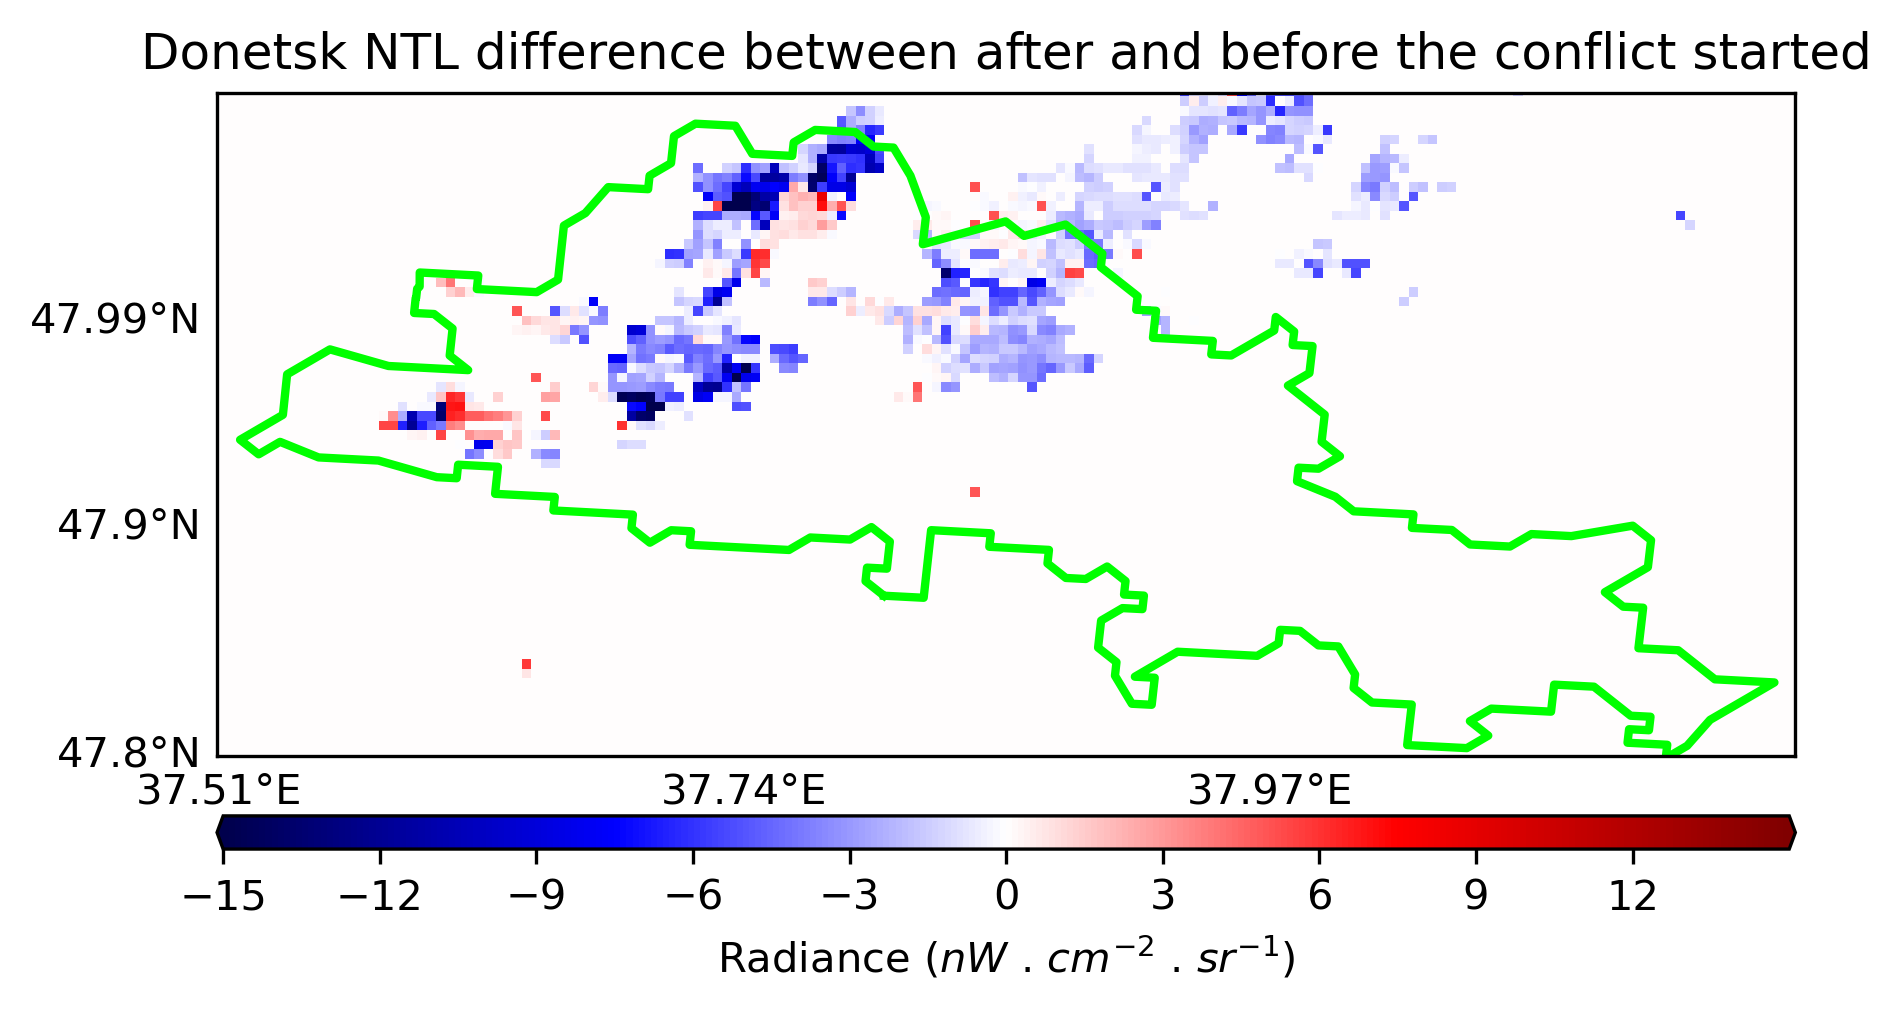 Donetsk NTL difference between after and before the conflict started
47.99°N
47.9°N
47.8°N
37.51°E 37.74°E 37.97°E
−15 −12 −9 −6 −3 0 3 6 9 12
Radiance (nW . cm⁻² . sr⁻¹)